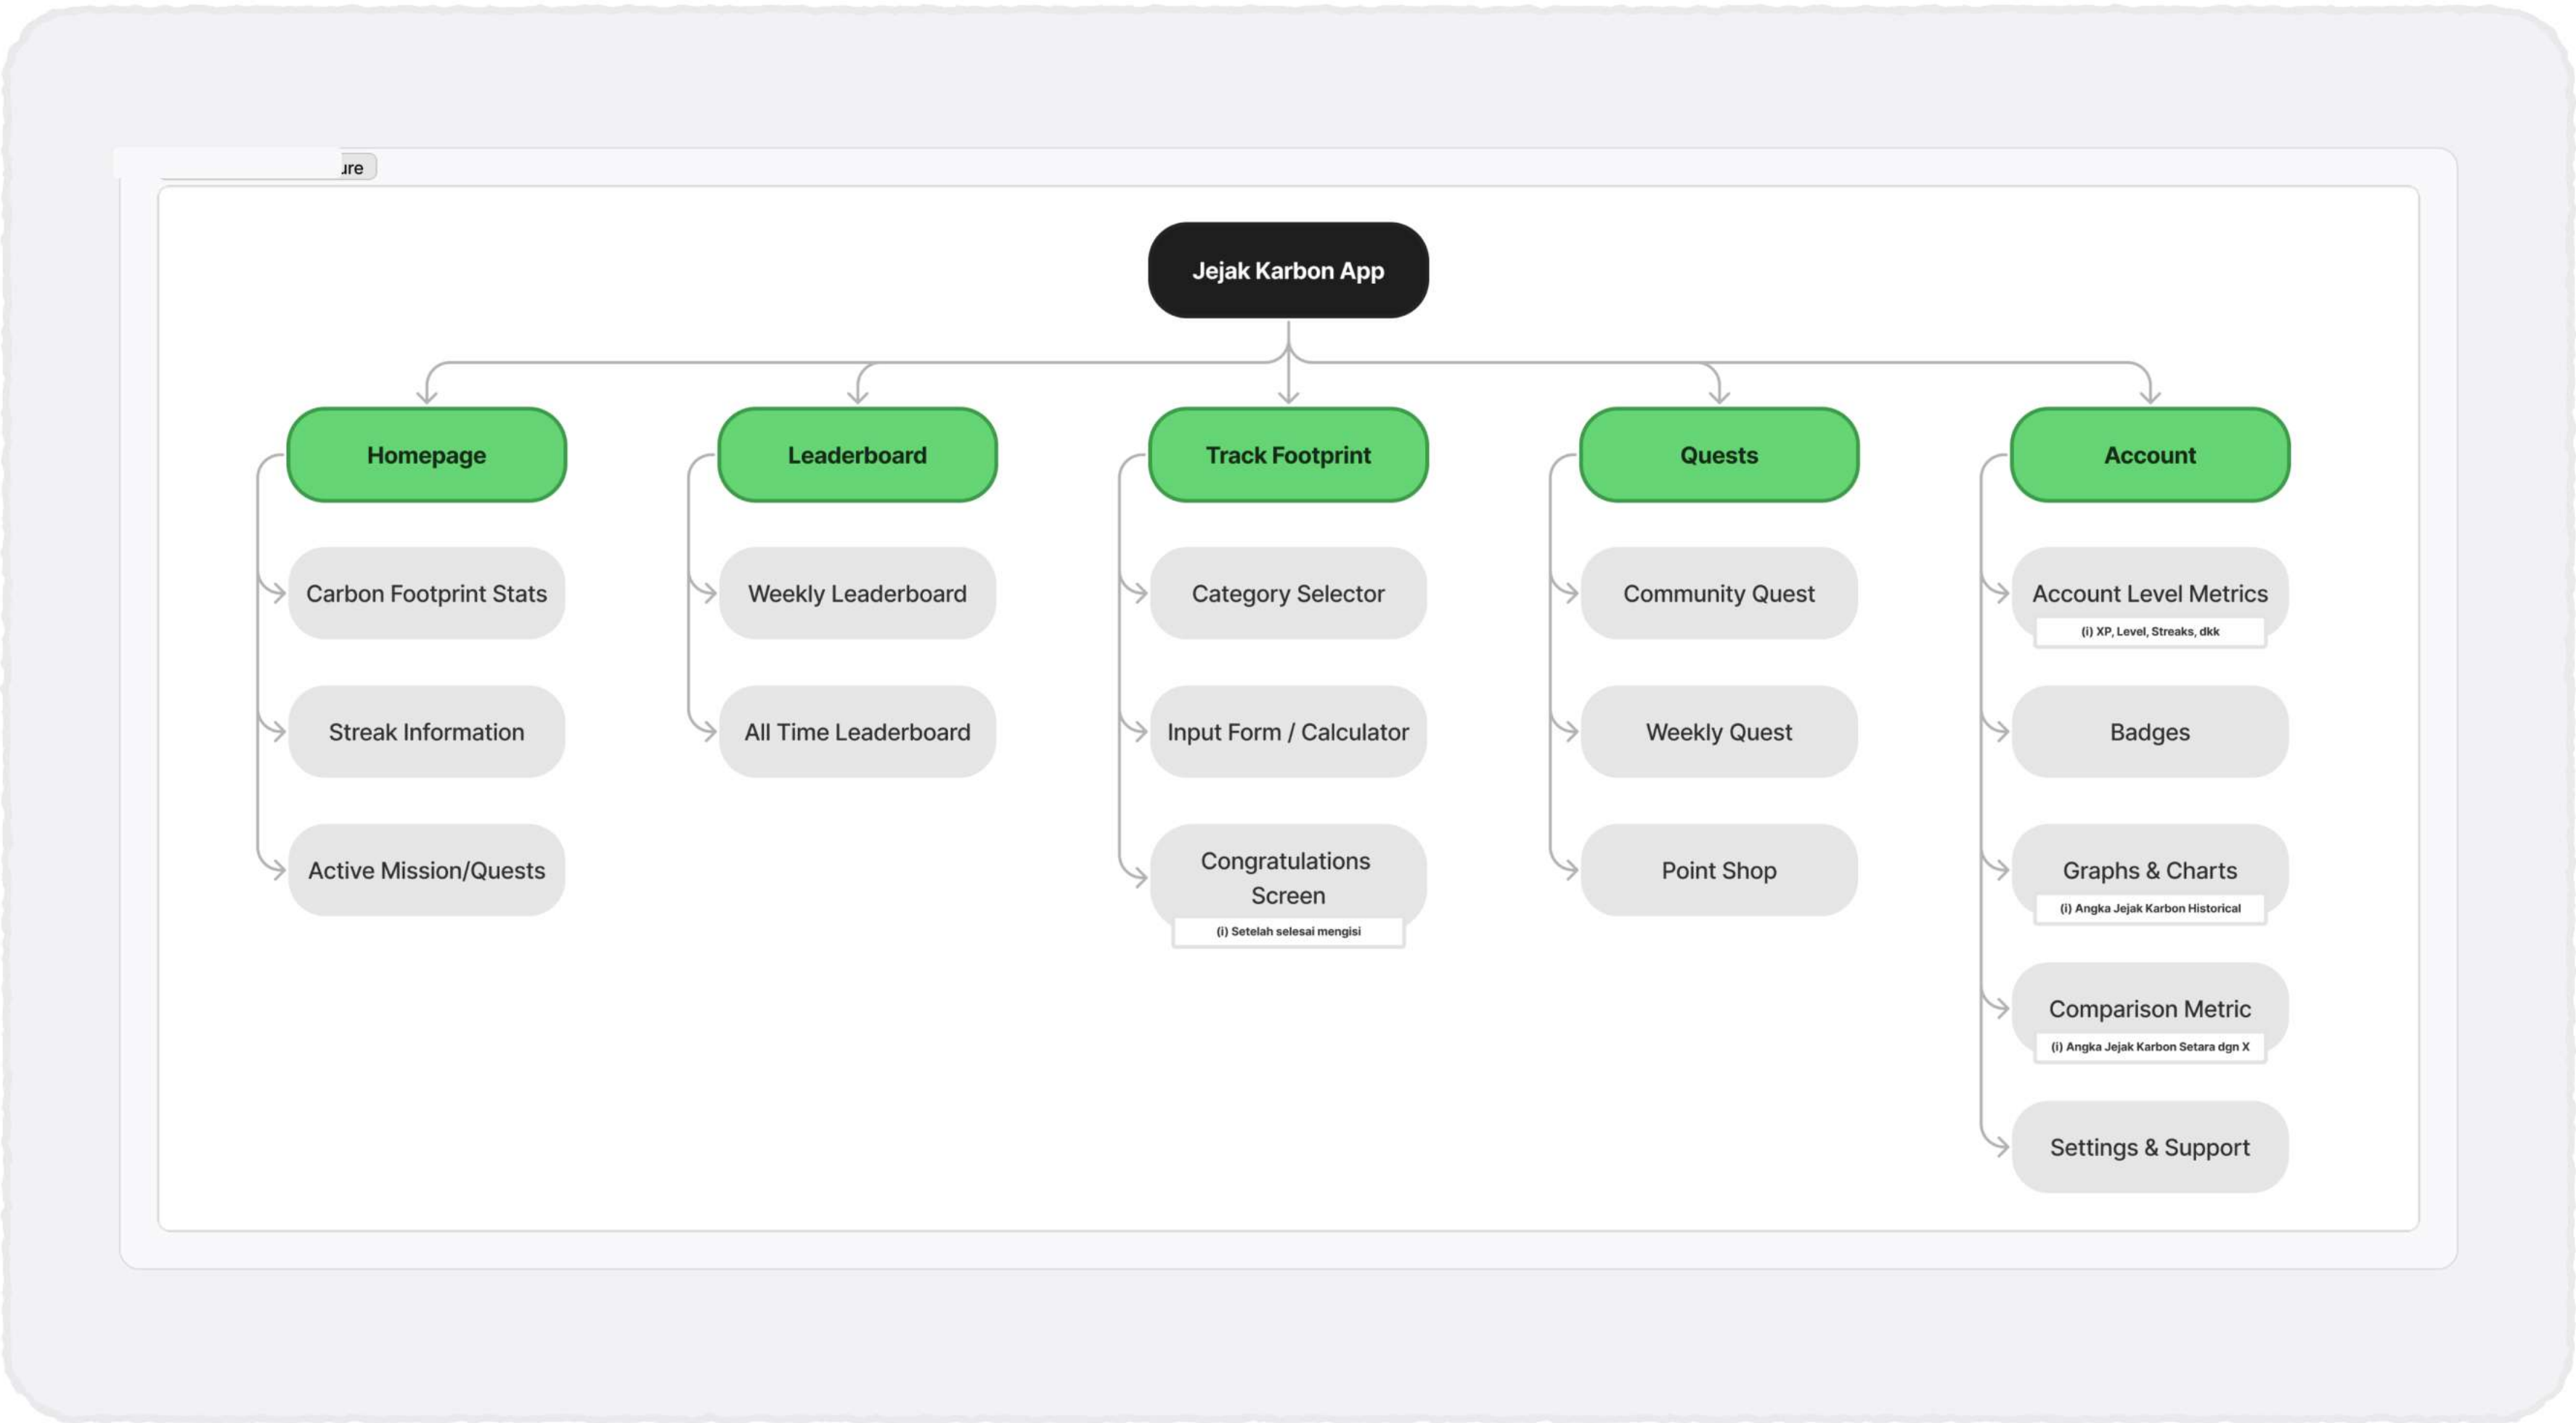 Jejak Karbon App
Homepage
Carbon Footprint Stats
Streak Information
Active Mission/Quests
Leaderboard
Weekly Leaderboard
All Time Leaderboard
Track Footprint
Category Selector
Input Form / Calculator
Congratulations
Screen
(i) Setelah selesai mengisi
Quests
Community Quest
Weekly Quest
Point Shop
Account
Account Level Metrics
(i) XP, Level, Streaks, dkk
Badges
Graphs & Charts
(i) Angka Jejak Karbon Historical
Comparison Metric
(i) Angka Jejak Karbon Setara dgn X
Settings & Support